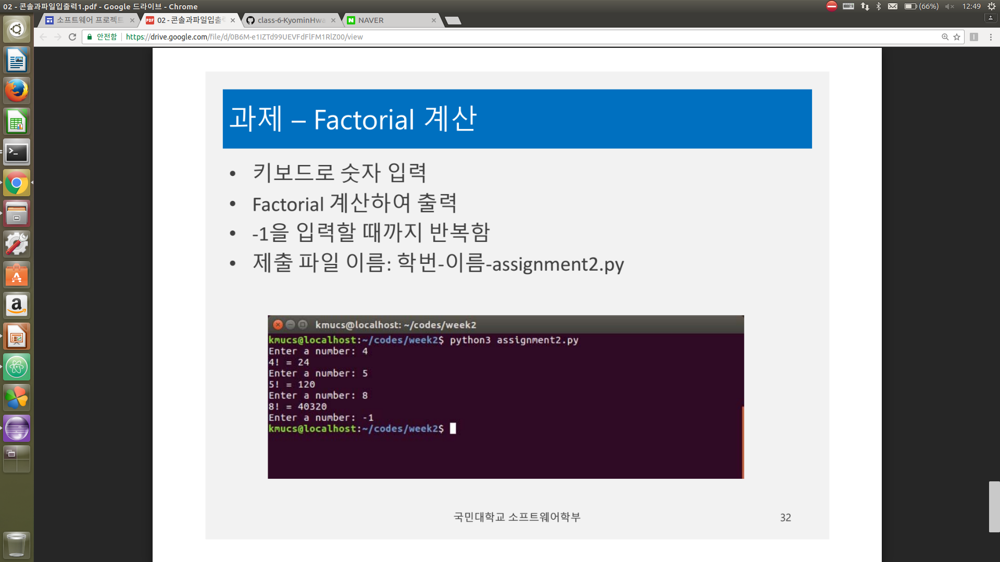 02 - 콘솔과파일입출력1.pdf - Google 드라이브 - Chrome
(66%)
12:49
소프트웨어 프로젝트
02 - 콘솔과파일입출력
class-6-KyominHwa
NAVER
안전함
https://drive.google.com/file/d/0B6M-e1IZTd99UEVFdFlFM1RlZ00/view
과제 – Factorial 계산
• 키보드로 숫자 입력
• Factorial 계산하여 출력
• -1을 입력할 때까지 반복함
• 제출 파일 이름: 학번-이름-assignment2.py
kmucs@localhost: ~/codes/week2
kmucs@localhost:~/codes/week2$ python3 assignment2.py
Enter a number: 4
4! = 24
Enter a number: 5
5! = 120
Enter a number: 8
8! = 40320
Enter a number: -1
kmucs@localhost:~/codes/week2$
국민대학교 소프트웨어학부
32